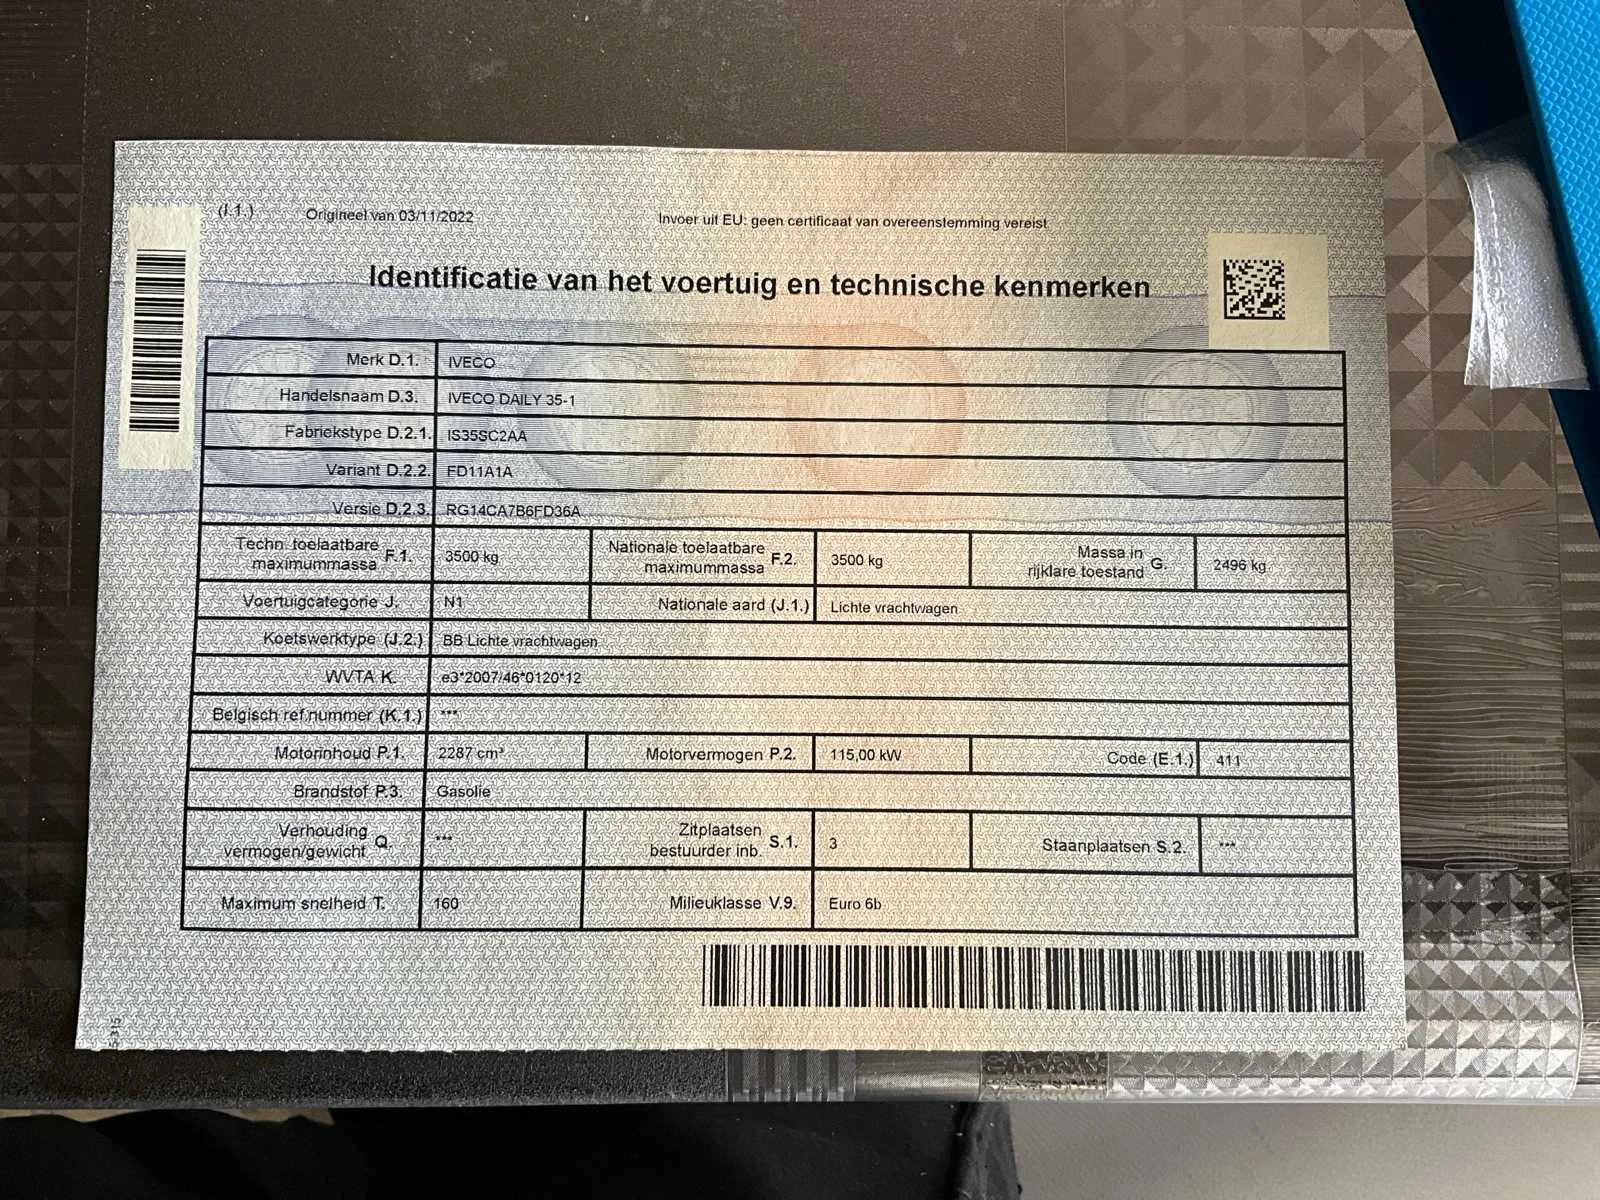 (I.1.) Origineel van 03/11/2022 Invoer uit EU: geen certificaat van overeenstemming vereist
Identificatie van het voertuig en technische kenmerken
Merk D.1. IVECO
Handelsnaam D.3. IVECO DAILY 35-1
Fabriekstype D.2.1. IS35SC2AA
Variant D.2.2. FD11A1A
Versie D.2.3. RG14CA7B6FD36A
Techn. toelaatbare maximummassa F.1. 3500 kg Nationale toelaatbare maximummassa F.2. 3500 kg Massa in rijklare toestand G. 2496 kg
Voertuigcategorie J. N1 Nationale aard (J.1.) Lichte vrachtwagen
Koetswerktype (J.2.) BB Lichte vrachtwagen
WVTA K. e3*2007/46*0120*12
Belgisch ref.nummer (K.1.) ***
Motorinhoud P.1. 2287 cm³ Motorvermogen P.2. 115,00 kW Code (E.1.) 411
Brandstof P.3. Gasolie
Verhouding vermogen/gewicht Q. *** Zitplaatsen bestuurder inb. S.1. 3 Staanplaatsen S.2. ***
Maximum snelheid T. 160 Milieuklasse V.9. Euro 6b